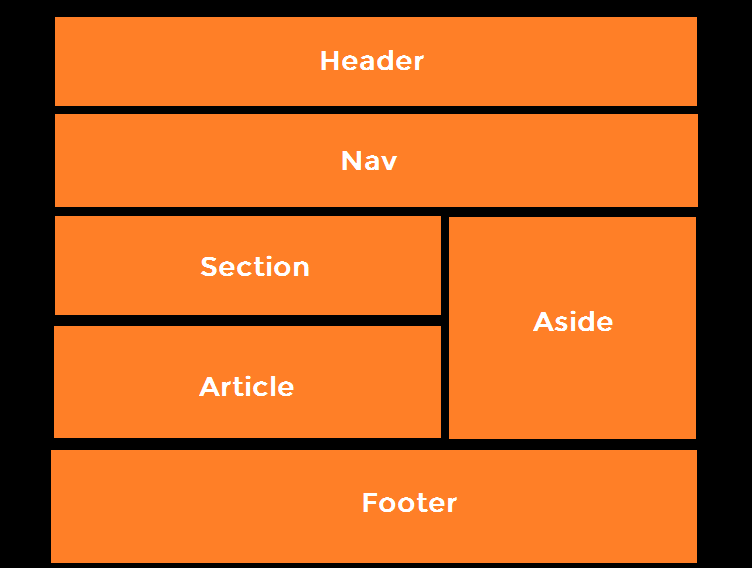 Header
Nav
Section
Article
Aside
Footer